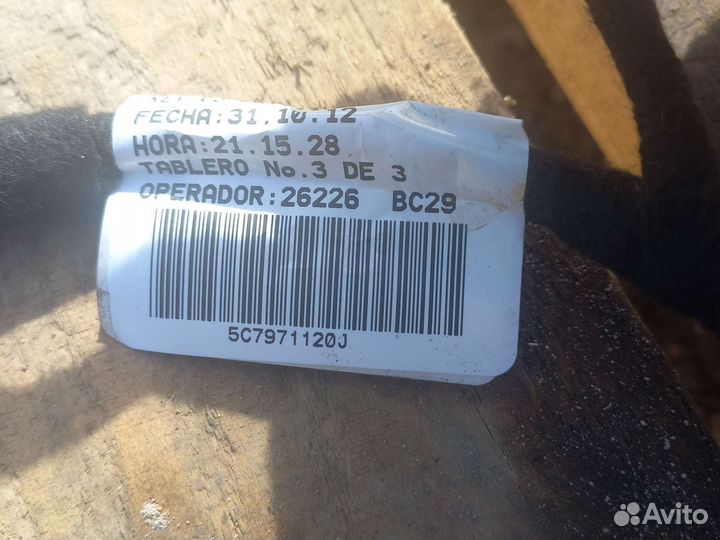 FECHA:31.10.12
HORA:21.15.28
TABLERO No.3 DE 3
OPERADOR:26226 BC29
5C7971120J
Avito